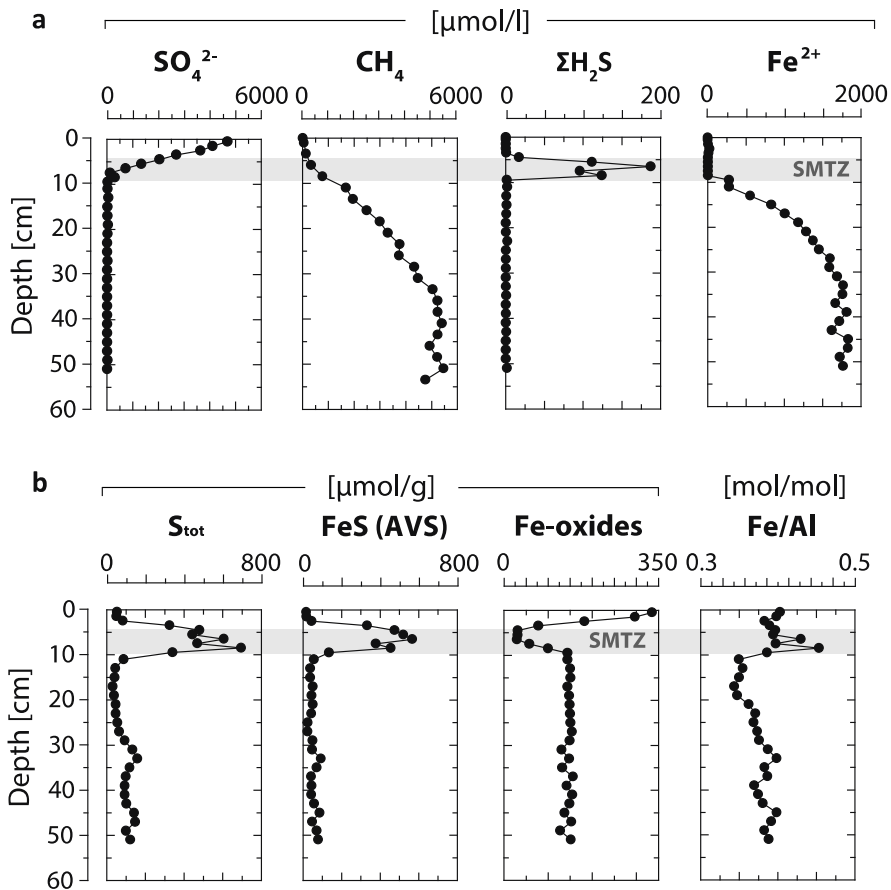 a [µmol/l]
SO₄²⁻ CH₄ ΣH₂S Fe²⁺
0 6000 0 6000 0 200 0 2000
0
10
20
30
40
50
60
Depth [cm]
SMTZ
b [µmol/g] [mol/mol]
Stot FeS (AVS) Fe-oxides Fe/Al
0 800 0 800 0 350 0.3 0.5
0
10
20
30
40
50
60
Depth [cm]
SMTZ